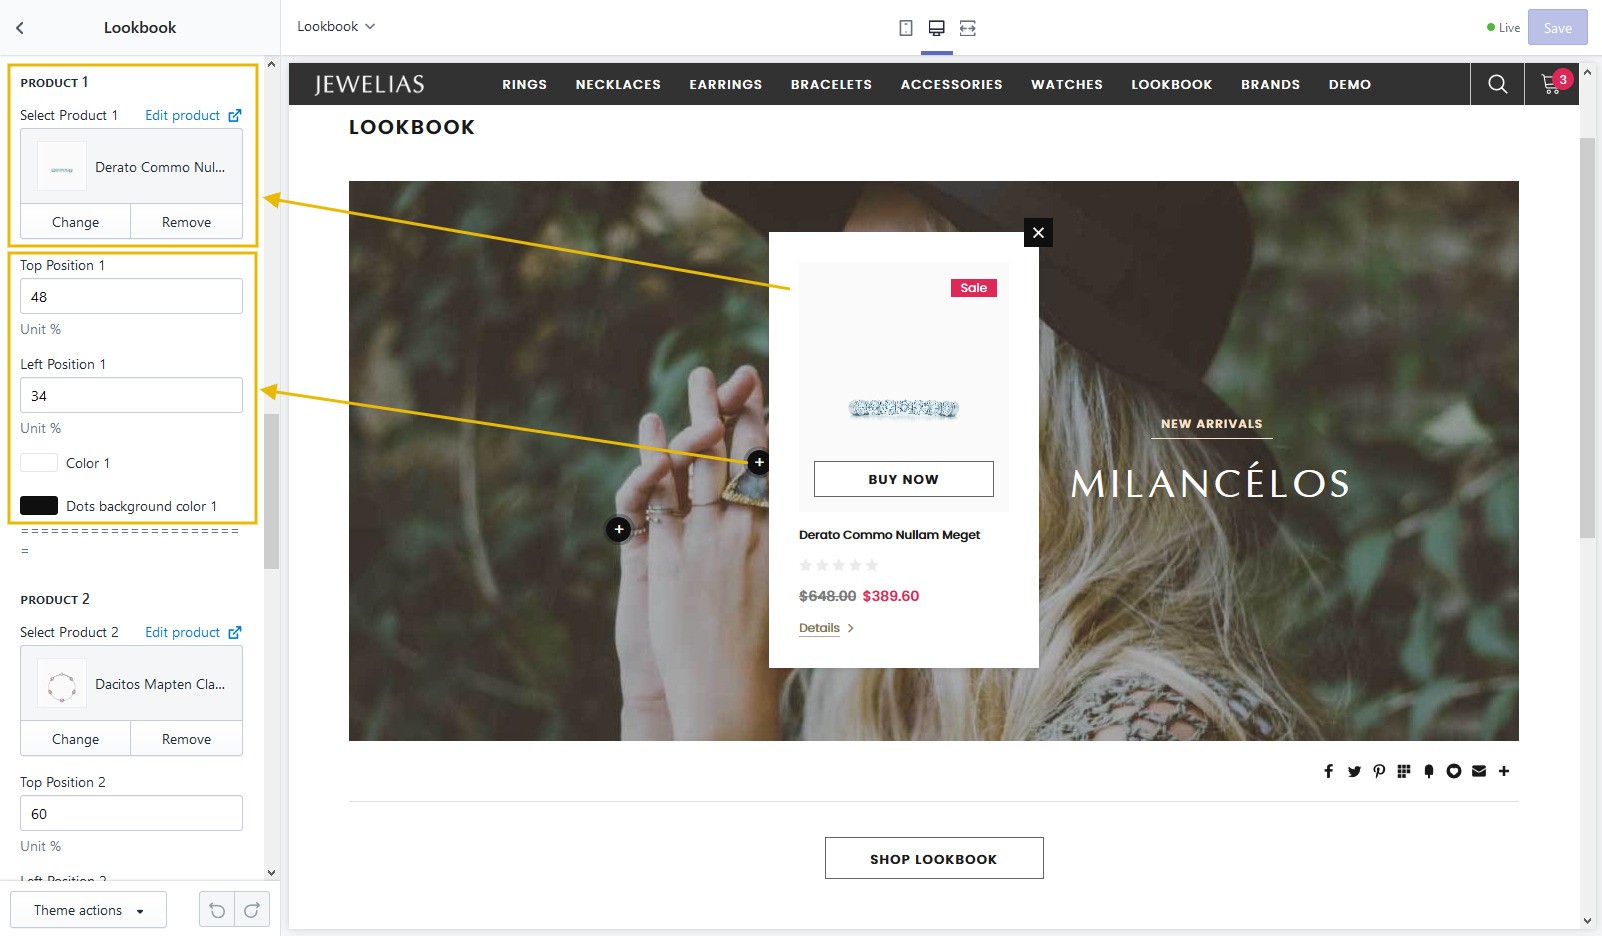 Lookbook
Lookbook
Live
Save
PRODUCT 1
Select Product 1
Edit product
Derato Commo Nul...
Change
Remove
Top Position 1
48
Unit %
Left Position 1
34
Unit %
Color 1
Dots background color 1
======================
=
PRODUCT 2
Select Product 2
Edit product
Dacitos Mapten Cla...
Change
Remove
Top Position 2
60
Unit %
Left Position 2
Theme actions
JEWELIAS
RINGS
NECKLACES
EARRINGS
BRACELETS
ACCESSORIES
WATCHES
LOOKBOOK
BRANDS
DEMO
3
LOOKBOOK
Sale
BUY NOW
Derato Commo Nullam Meget
$648.00 $389.60
Details
NEW ARRIVALS
MILANCÉLOS
SHOP LOOKBOOK